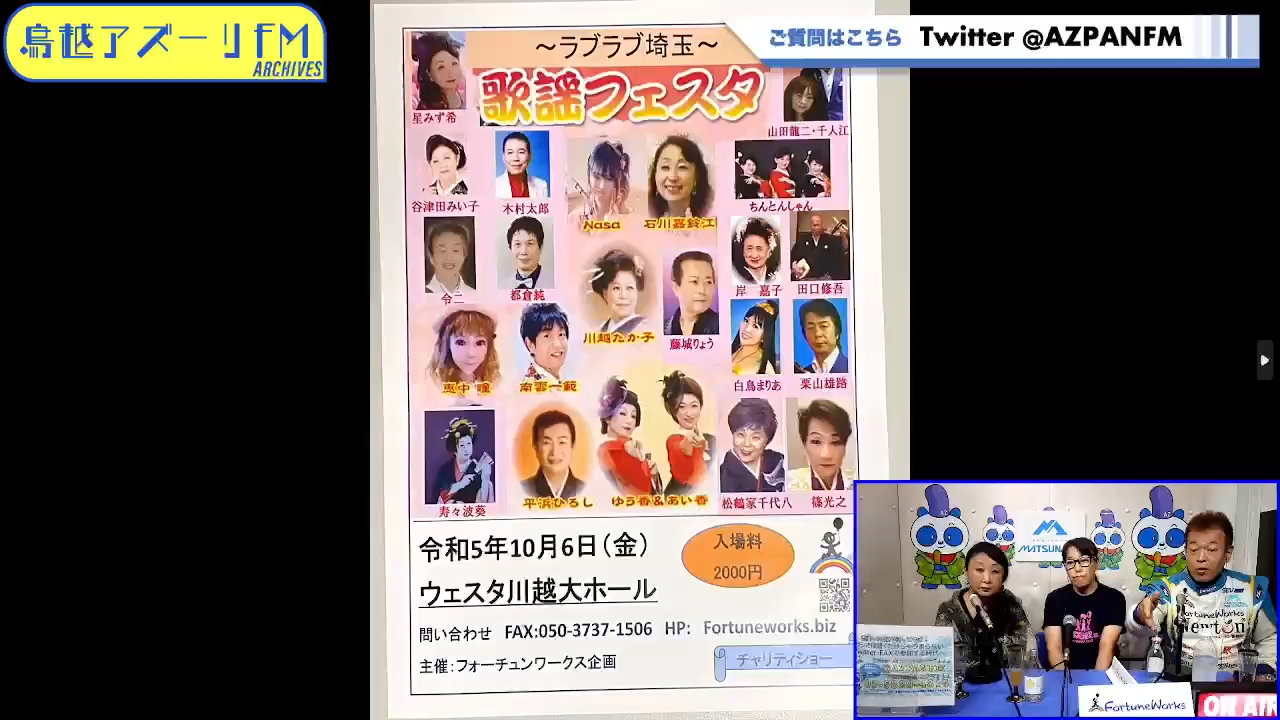 鳥越アズーリFM
ARCHIVES
ご質問はこちら Twitter @AZPANFM
～ラブラブ埼玉～
歌謡フェスタ
星みず希
山田龍二・千人江
谷津田みい子
木村太郎
Nasa
石川嘉鈴江
ちんとんしゃん
令二
都倉純
川越たか子
藤城りょう
岸 嘉子
田口修吾
恵中 瞳
南雲一範
白鳥まりあ
栗山雄路
寿々波葵
平浜ひろし
ゆう香&あい香
松鶴家千代八
篠光之
令和5年10月6日(金)
入場料
2000円
ウェスタ川越大ホール
問い合わせ FAX:050-3737-1506 HP: Fortuneworks.biz
主催:フォーチュンワークス企画
チャリティショー
AZ
AZ
MATSUNA
FortuneWorks
Newton
FortuneWorks
ON AIR